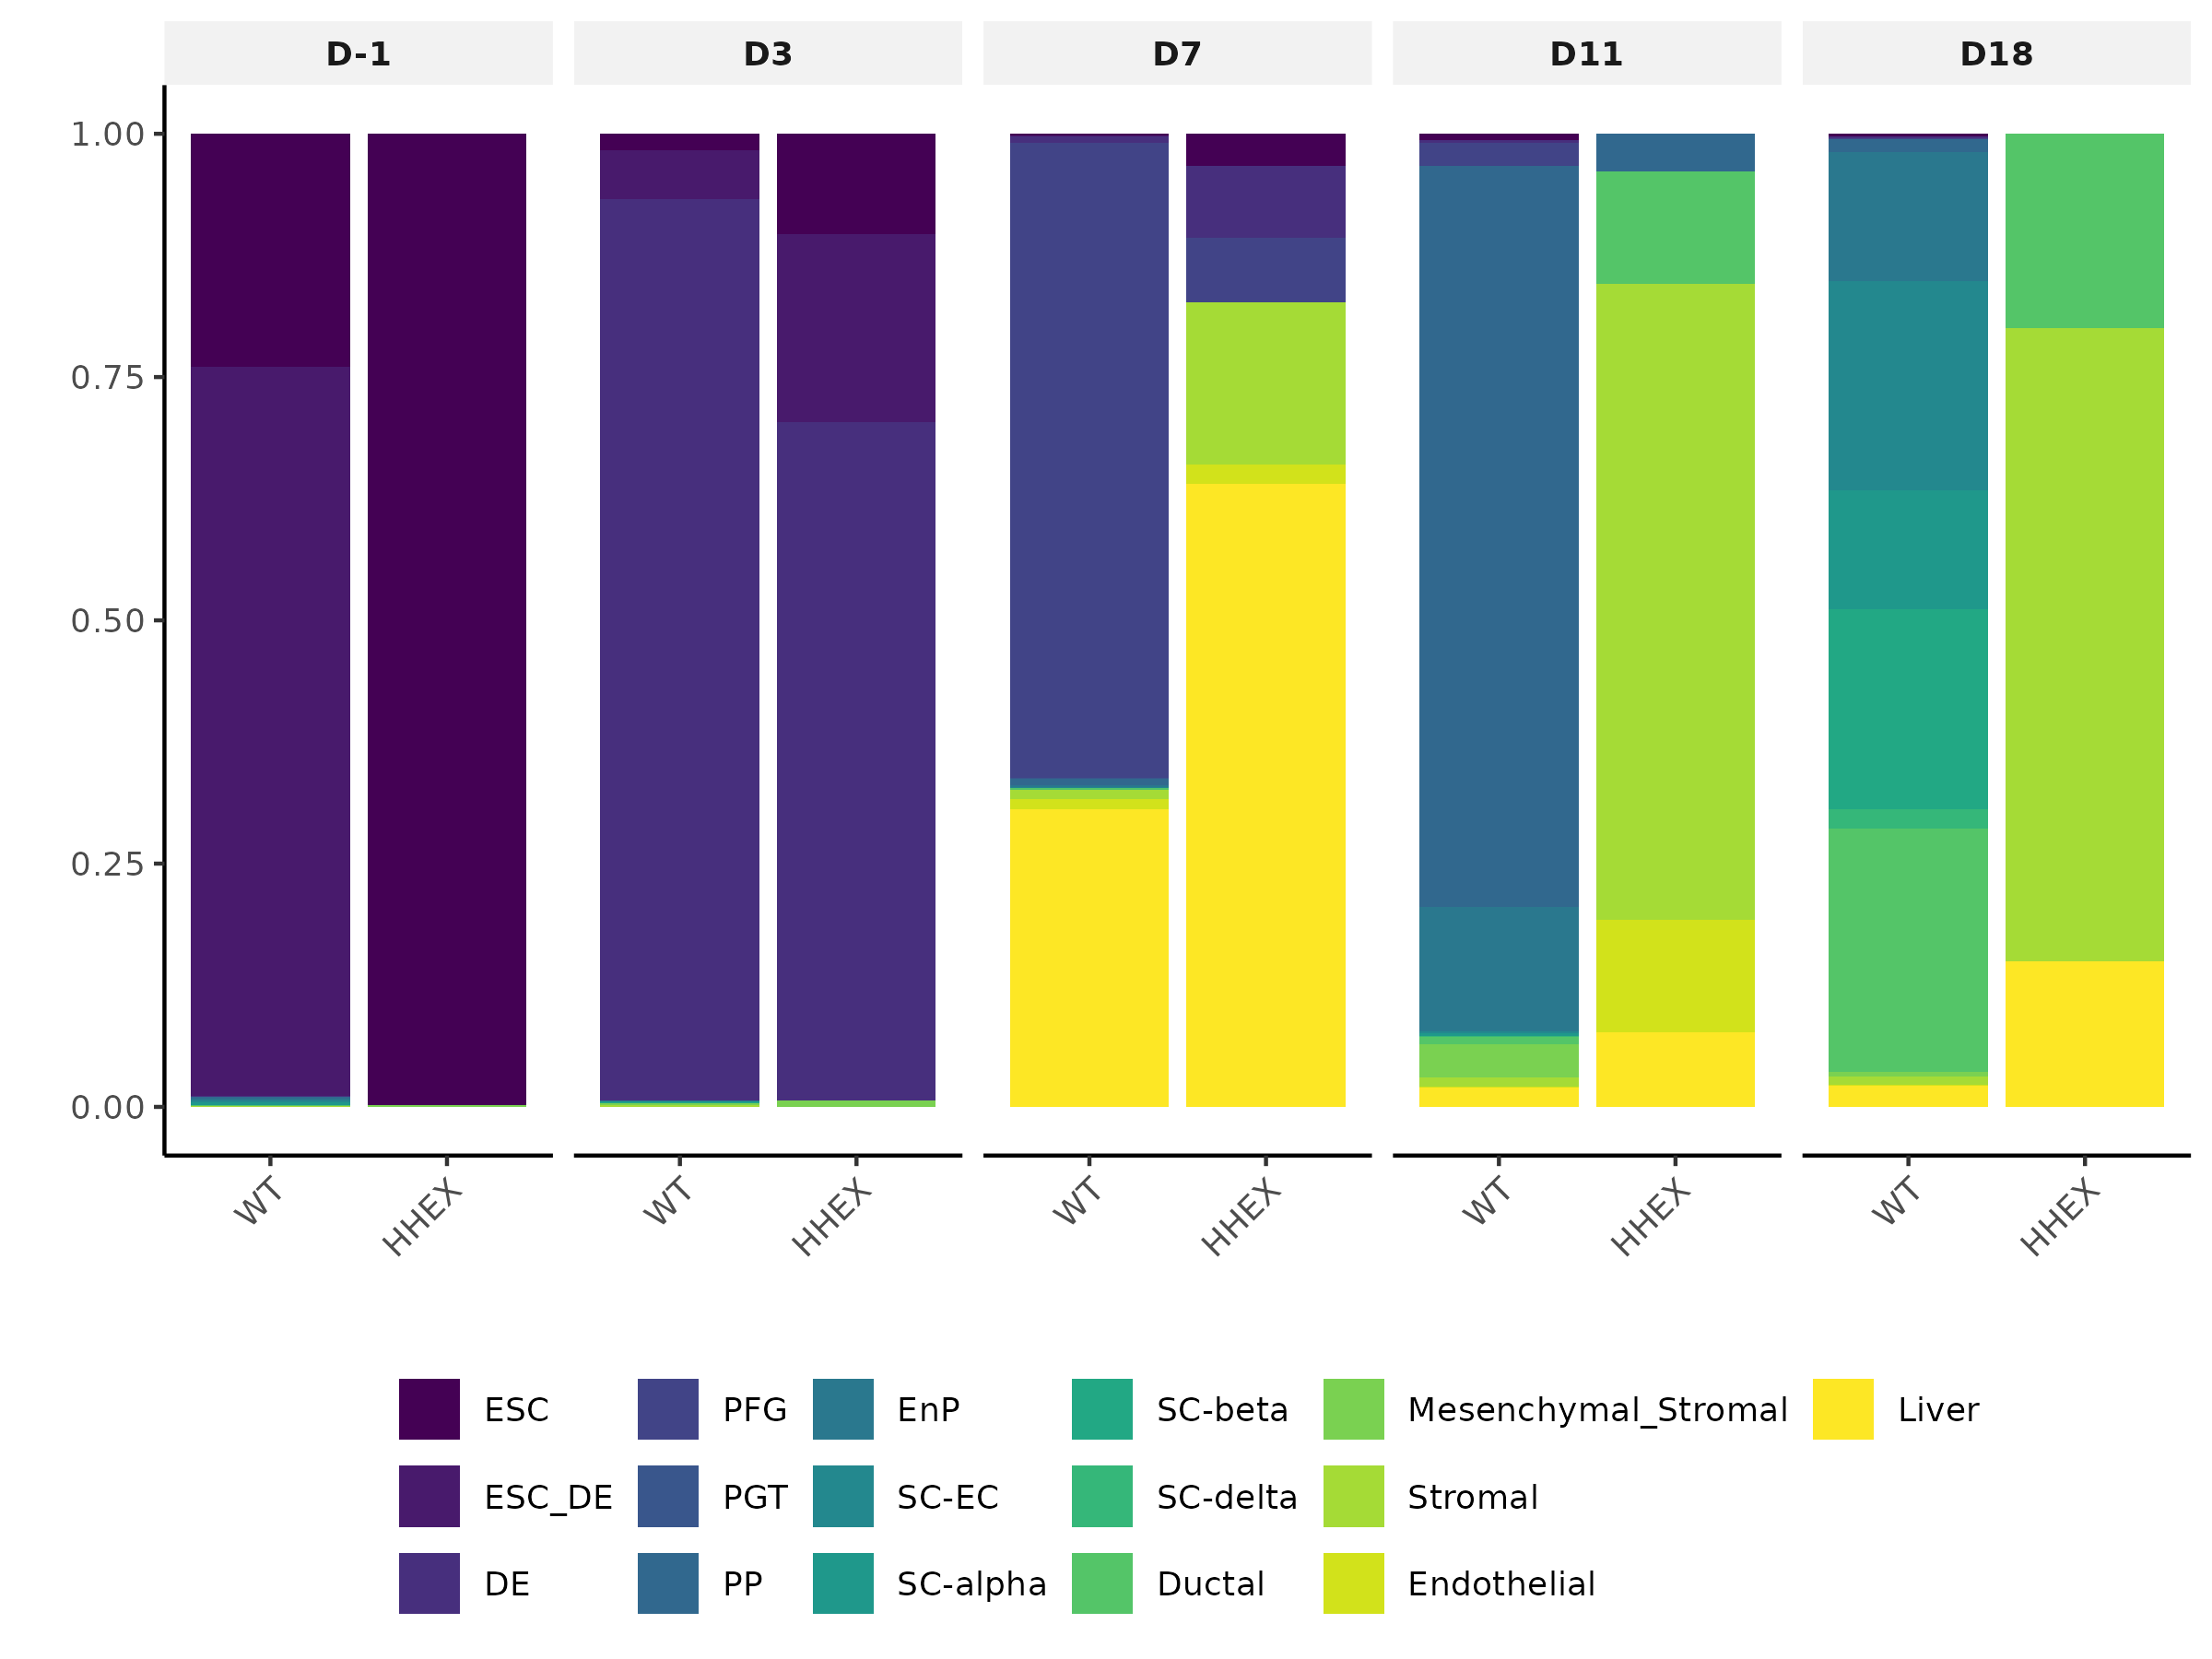 D-1 D3 D7 D11 D18
1.00
0.75
0.50
0.25
0.00
WT HHEX WT HHEX WT HHEX WT HHEX WT HHEX
ESC PFG EnP SC-beta Mesenchymal_Stromal Liver
ESC_DE PGT SC-EC SC-delta Stromal
DE PP SC-alpha Ductal Endothelial